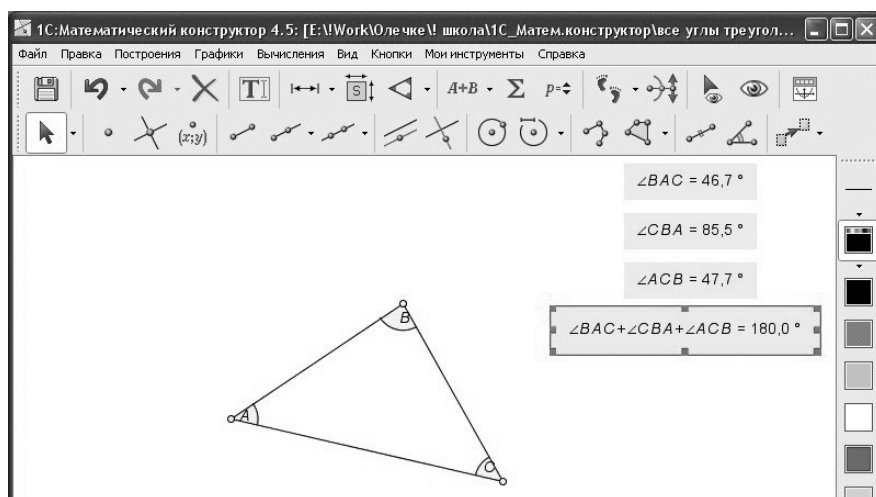 1С:Математический конструктор 4.5: [E:\!Work\Олечке\! школа\1С_Матем.конструктор\все углы треугол...
Файл Правка Построения Графики Вычисления Вид Кнопки Мои инструменты Справка
T S A+B Σ p=
(x;y)
∠BAC = 46,7 °
∠CBA = 85,5 °
∠ACB = 47,7 °
∠BAC+∠CBA+∠ACB = 180,0 °
B
A
C